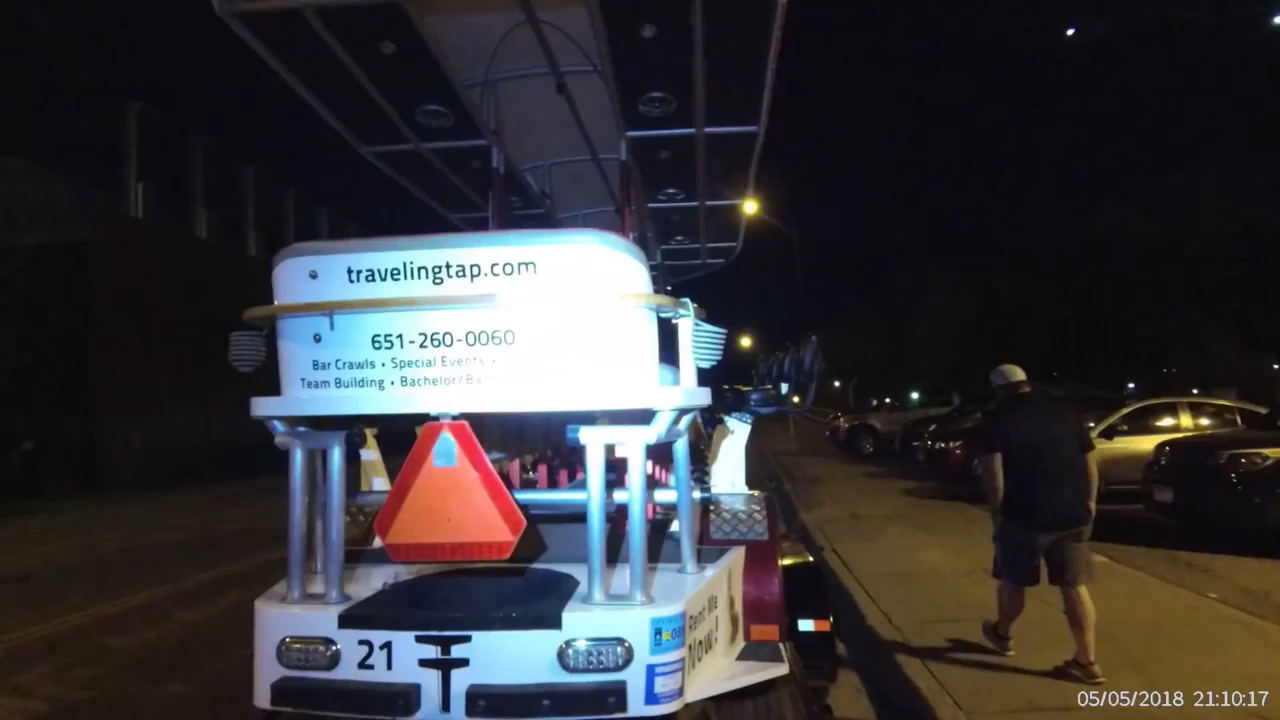 travelingtap.com
651-260-0060
Bar Crawls • Special Events •
Team Building • Bachelor/Bac
21
Rent Me
Now!
05/05/2018 21:10:17